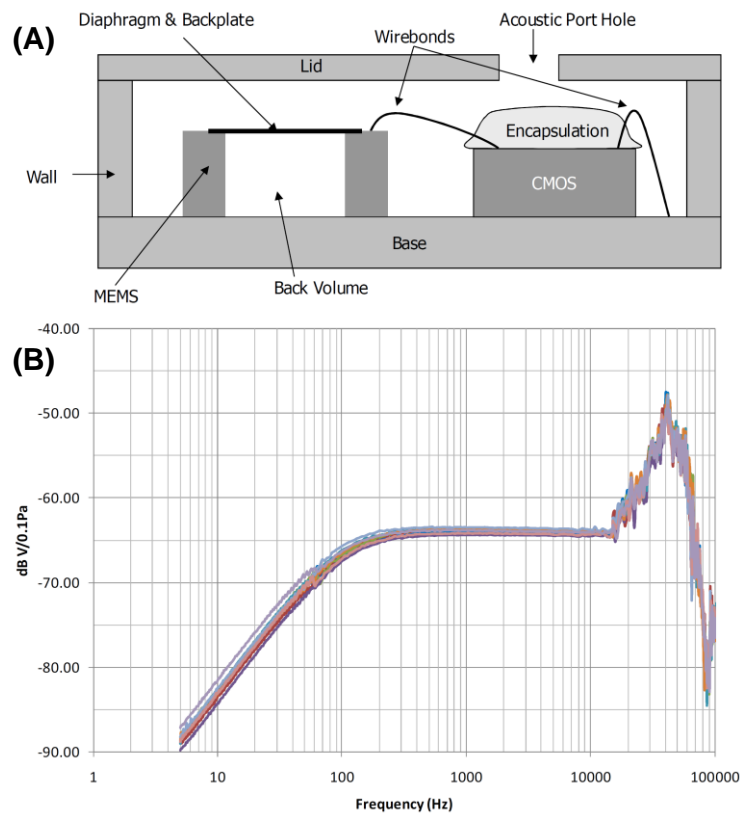 (A)
Diaphragm & Backplate
Acoustic Port Hole
Wirebonds
Lid
Encapsulation
Wall
CMOS
Base
MEMS
Back Volume
(B)
-40.00
-50.00
-60.00
-70.00
-80.00
-90.00
dB V/0.1Pa
1
10
100
1000
10000
100000
Frequency (Hz)